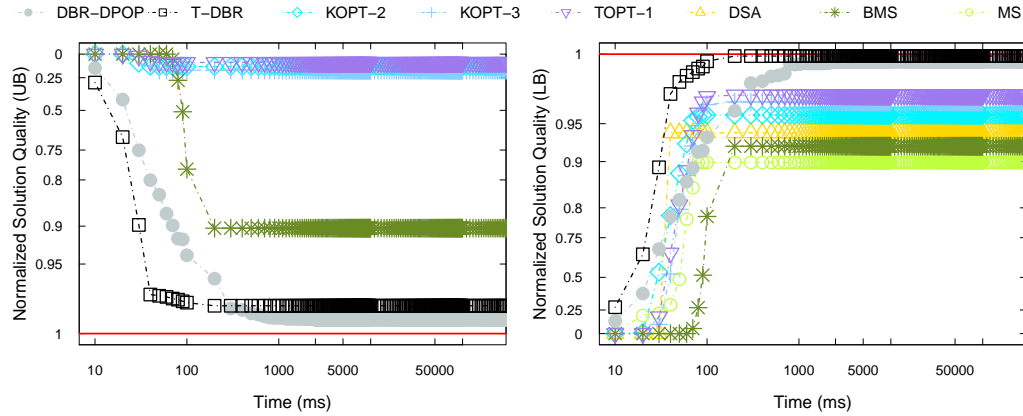 DBR−DPOP T−DBR KOPT−2 KOPT−3 TOPT−1 DSA BMS MS
Normalized Solution Quality (UB)
0
0.25
0.5
0.75
0.9
0.95
1
10 100 1000 5000 50000
Time (ms)
Normalized Solution Quality (LB)
1
0.95
0.9
0.8
0.75
0.5
0.25
0
10 100 1000 5000 50000
Time (ms)